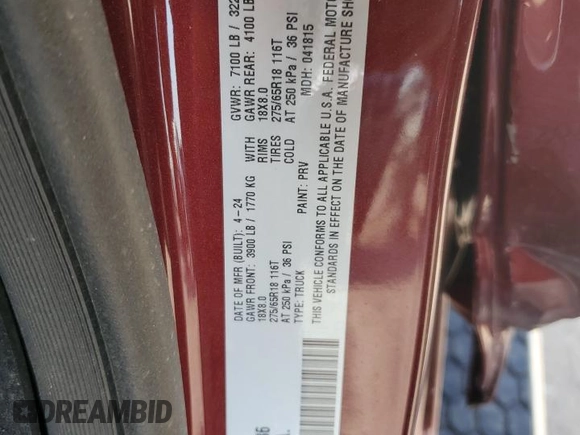 DATE OF MFR (BUILT): 4-24 GVWR: 7100 LB /
GAWR FRONT: 3900 LB / 1770 KG WITH GAWR REAR: 4100 LB
18X8.0 RIMS 18X8.0
275/65R18 116T TIRES 275/65R18 116T
AT 250 kPa / 36 PSI COLD AT 250 kPa / 36 PSI
TYPE: TRUCK PAINT: PRV MDH: 041815
THIS VEHICLE CONFORMS TO ALL APPLICABLE U.S.A. FEDERAL
STANDARDS IN EFFECT ON THE DATE OF MANUFACTURE
DREAMBID